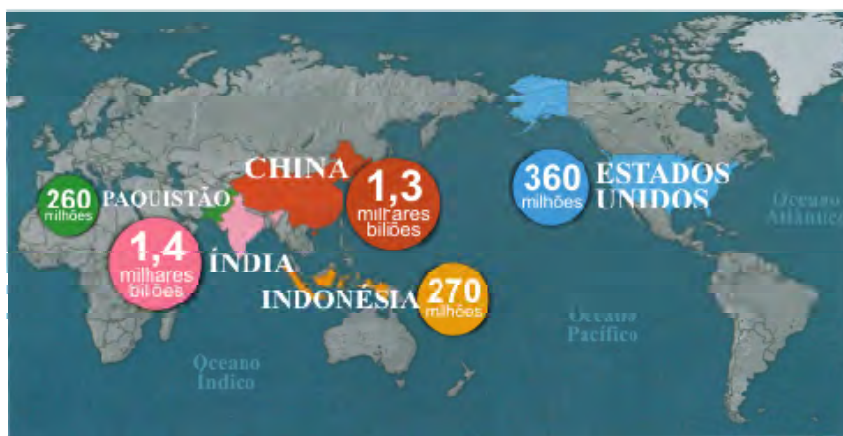 CHINA
1,3
milhares
biliões
260
milhões
PAQUISTÃO
360
milhões
ESTADOS
UNIDOS
Oceano
Atlântico
1,4
milhares
biliões
ÍNDIA
INDONÉSIA
270
milhões
Oceano
Pacífico
Oceano
Índico